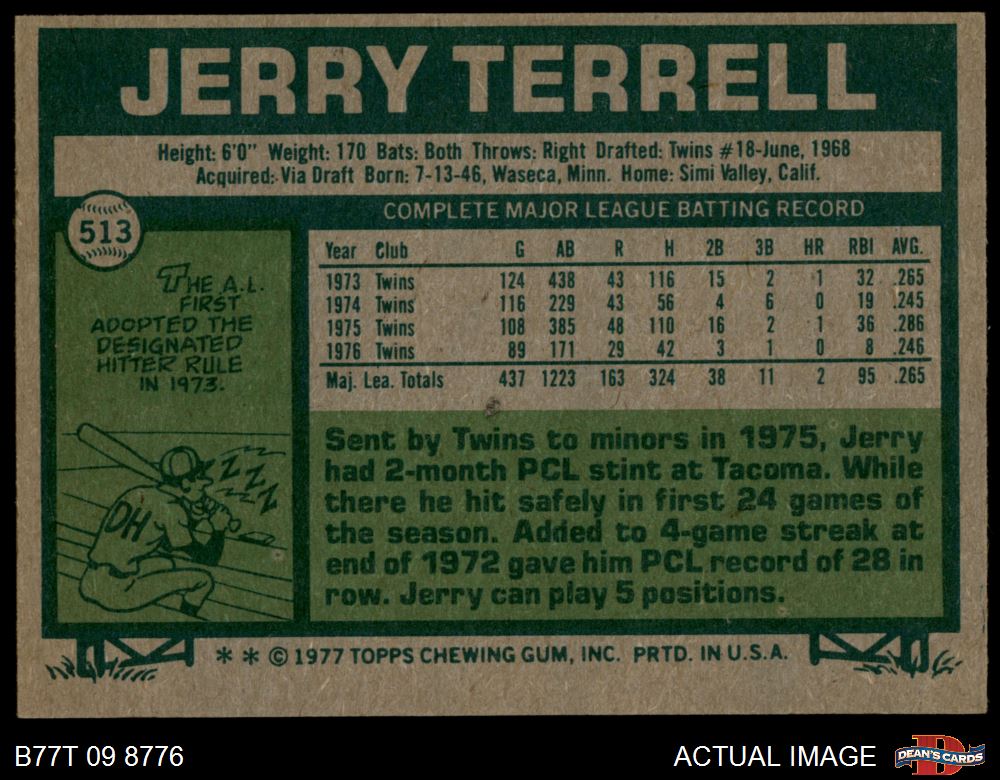 JERRY TERRELL
Height: 6'0" Weight: 170 Bats: Both Throws: Right Drafted: Twins #18-June, 1968
Acquired: Via Draft Born: 7-13-46, Waseca, Minn. Home: Simi Valley, Calif.
513
COMPLETE MAJOR LEAGUE BATTING RECORD
THE A.L.
FIRST
ADOPTED THE
DESIGNATED
HITTER RULE
IN 1973.
Z Z Z Z
DH
Year Club G AB R H 2B 3B HR RBI AVG.
1973 Twins 124 438 43 116 15 2 1 32 .265
1974 Twins 116 229 43 56 4 6 0 19 .245
1975 Twins 108 385 48 110 16 2 1 36 .286
1976 Twins 89 171 29 42 3 1 0 8 .246
Maj. Lea. Totals 437 1223 163 324 38 11 2 95 .265
Sent by Twins to minors in 1975, Jerry
had 2-month PCL stint at Tacoma. While
there he hit safely in first 24 games of
the season. Added to 4-game streak at
end of 1972 gave him PCL record of 28 in
row. Jerry can play 5 positions.
* * © 1977 TOPPS CHEWING GUM, INC. PRTD. IN U.S.A.
B77T 09 8776
ACTUAL IMAGE
D
DEAN'S CARDS